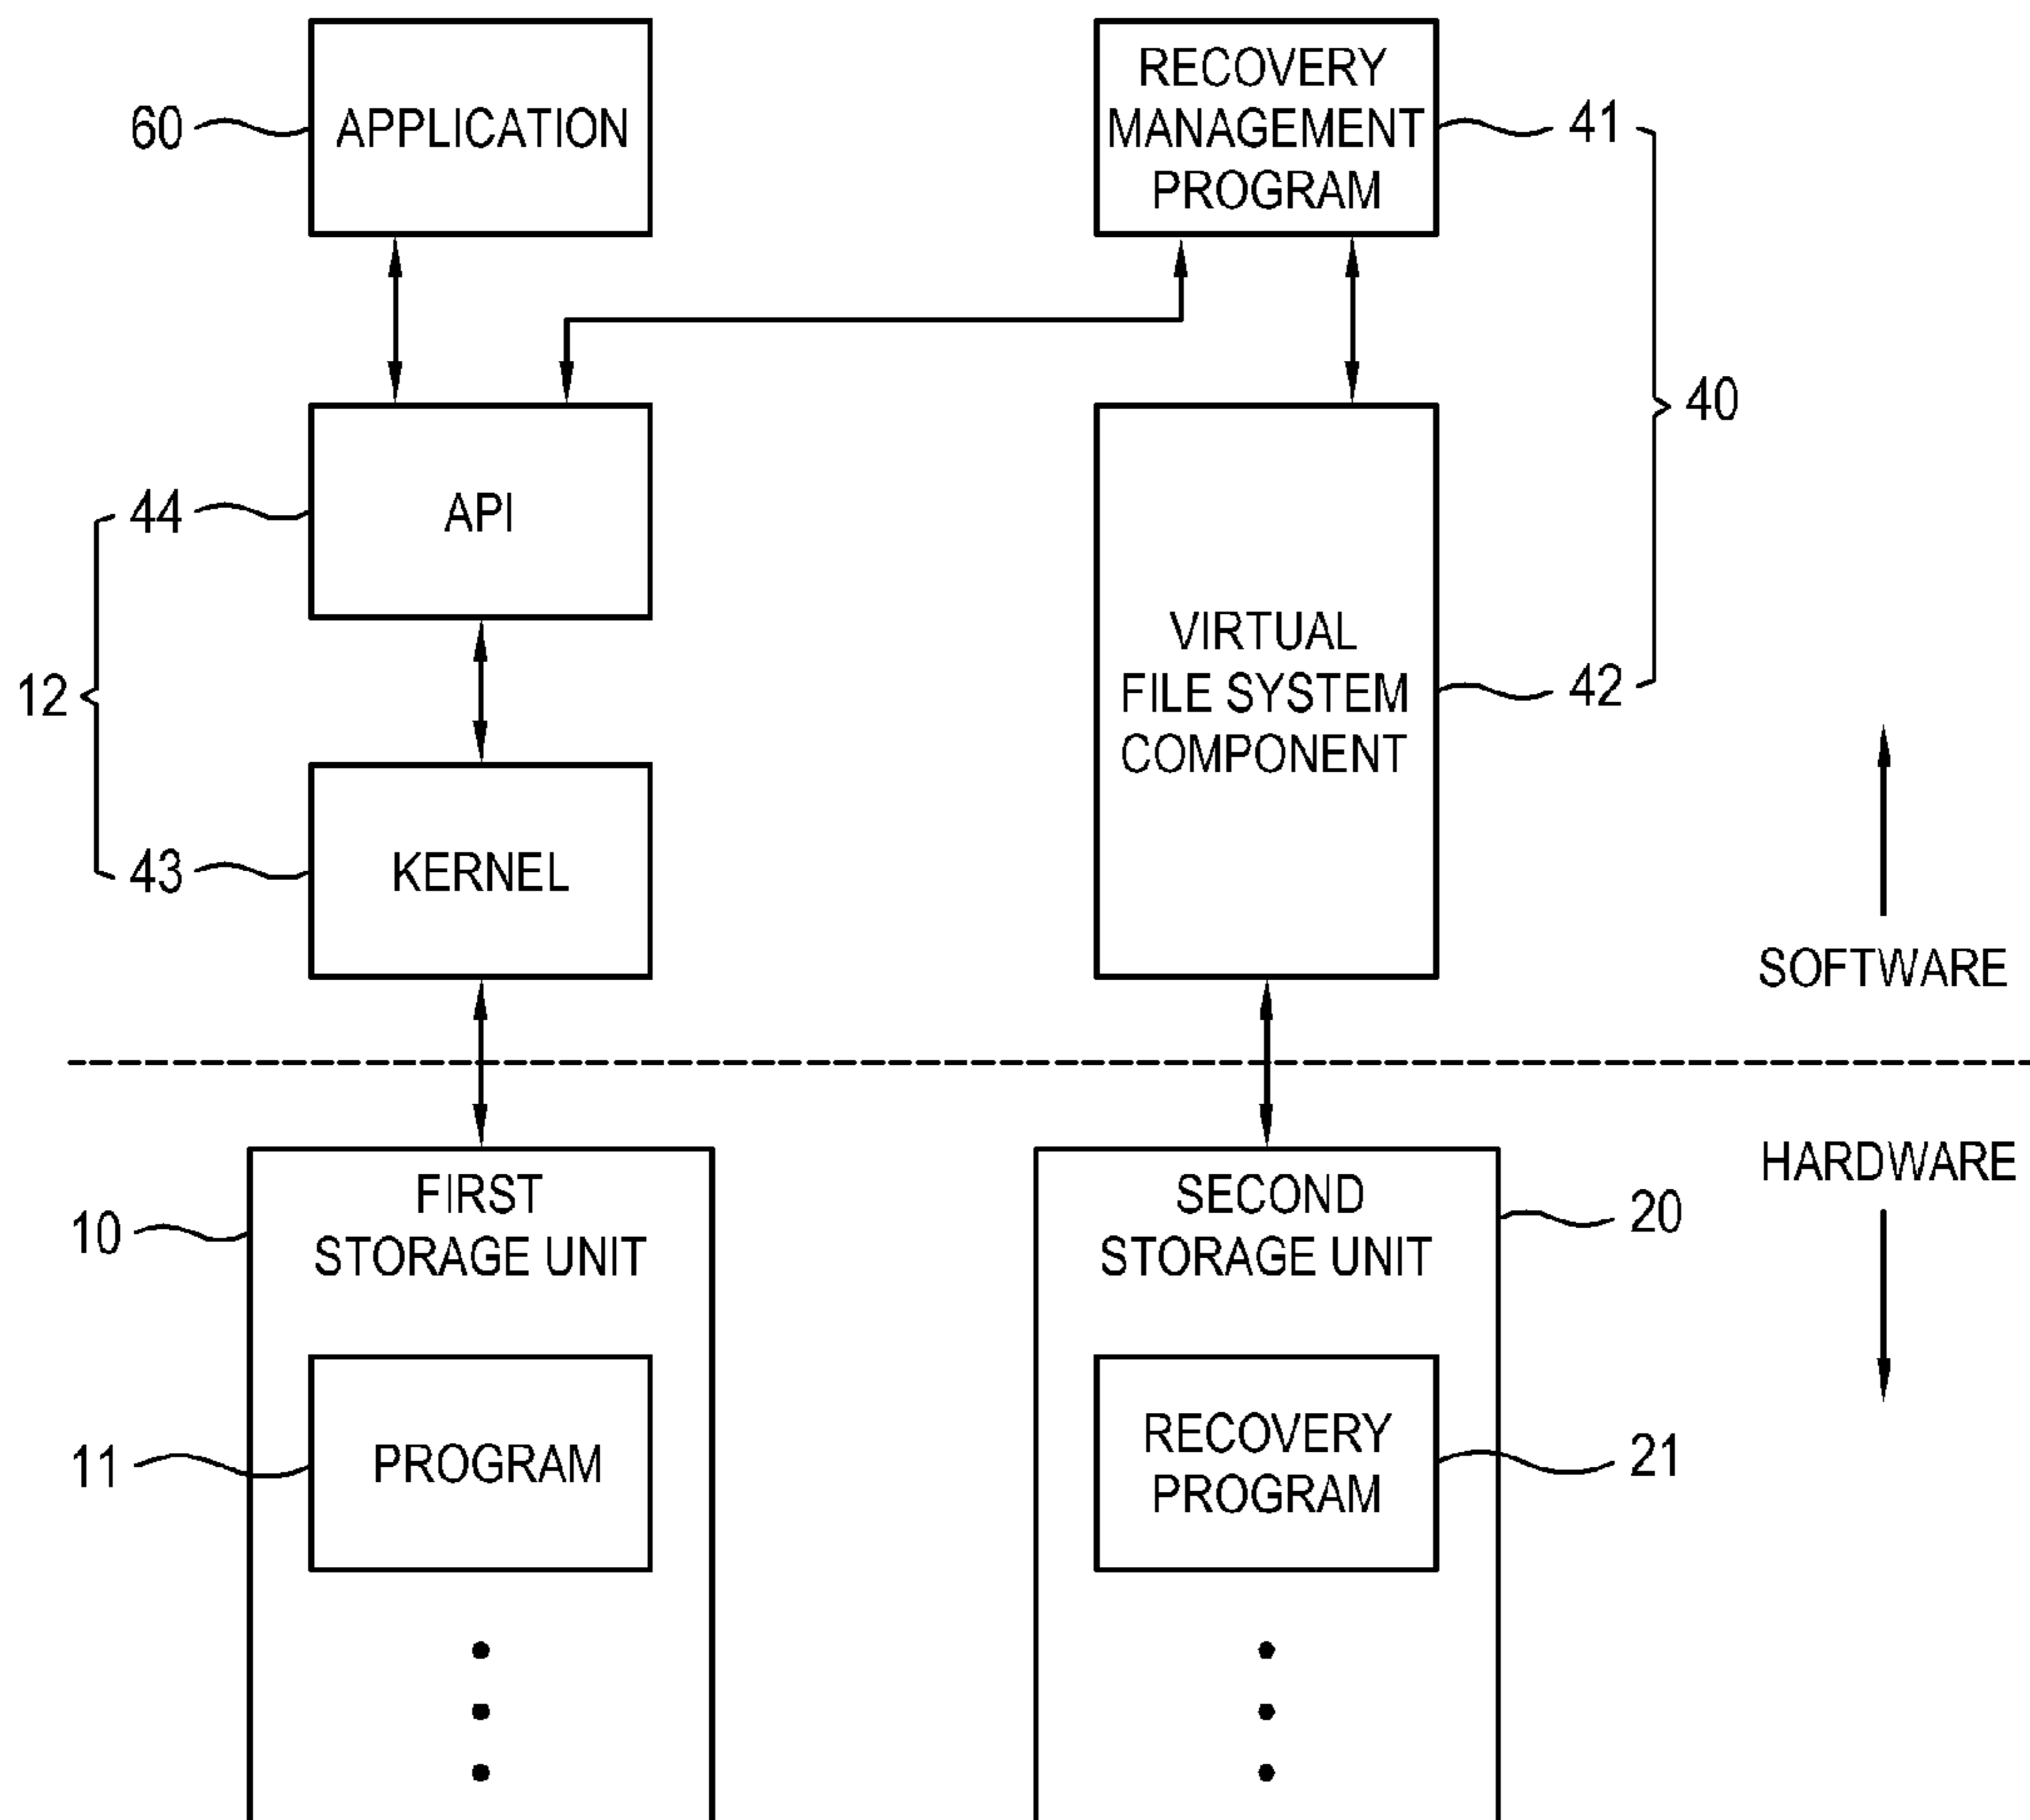 60
APPLICATION
RECOVERY
MANAGEMENT
PROGRAM
41
40
44
API
12
VIRTUAL
FILE SYSTEM
COMPONENT
42
43
KERNEL
SOFTWARE
HARDWARE
10
FIRST
STORAGE UNIT
SECOND
STORAGE UNIT
20
11
PROGRAM
RECOVERY
PROGRAM
21